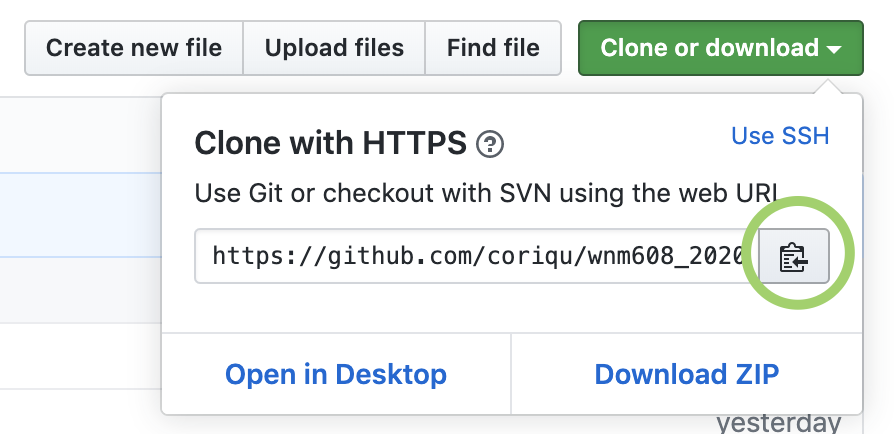 Create new file Upload files Find file Clone or download
Clone with HTTPS ?
Use SSH
Use Git or checkout with SVN using the web URL
https://github.com/coriqu/wnm608_2020
Open in Desktop Download ZIP
yesterday